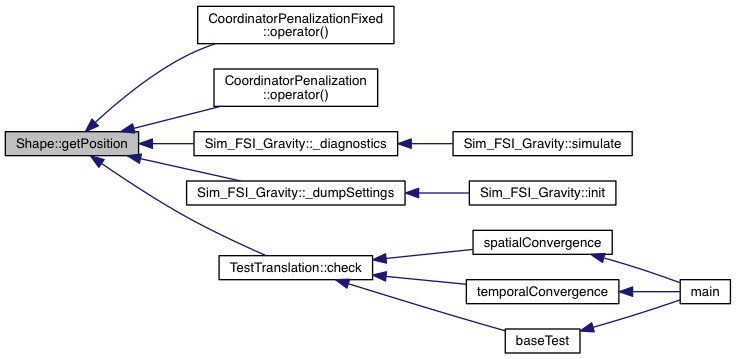 CoordinatorPenalizationFixed
::operator()
CoordinatorPenalization
::operator()
Shape::getPosition
Sim_FSI_Gravity::_diagnostics
Sim_FSI_Gravity::simulate
Sim_FSI_Gravity::_dumpSettings
Sim_FSI_Gravity::init
spatialConvergence
TestTranslation::check
temporalConvergence
main
baseTest